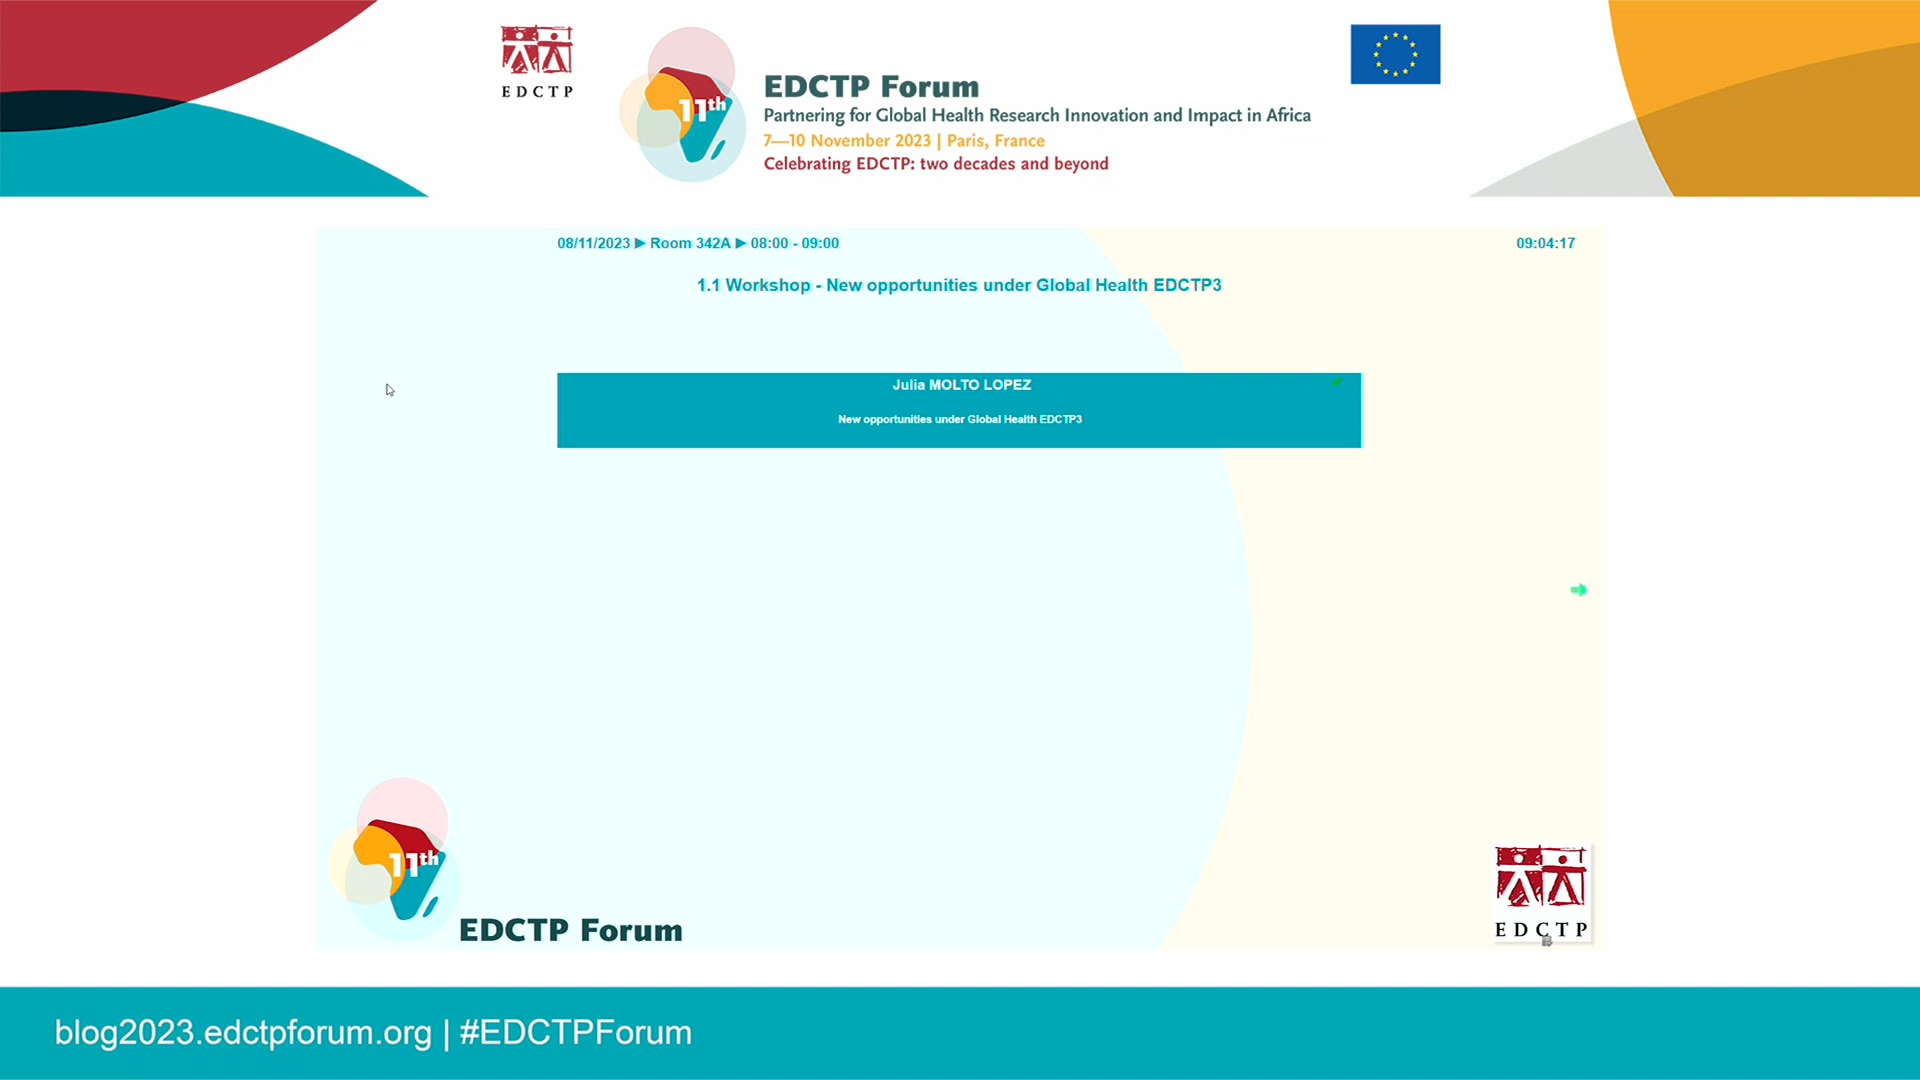 EDCTP
11th
EDCTP Forum
Partnering for Global Health Research Innovation and Impact in Africa
7—10 November 2023 | Paris, France
Celebrating EDCTP: two decades and beyond
08/11/2023 ▶ Room 342A ▶ 08:00 - 09:00
09:04:17
1.1 Workshop - New opportunities under Global Health EDCTP3
Julia MOLTO LOPEZ
New opportunities under Global Health EDCTP3
11th
EDCTP Forum
EDCTP
blog2023.edctpforum.org | #EDCTPForum